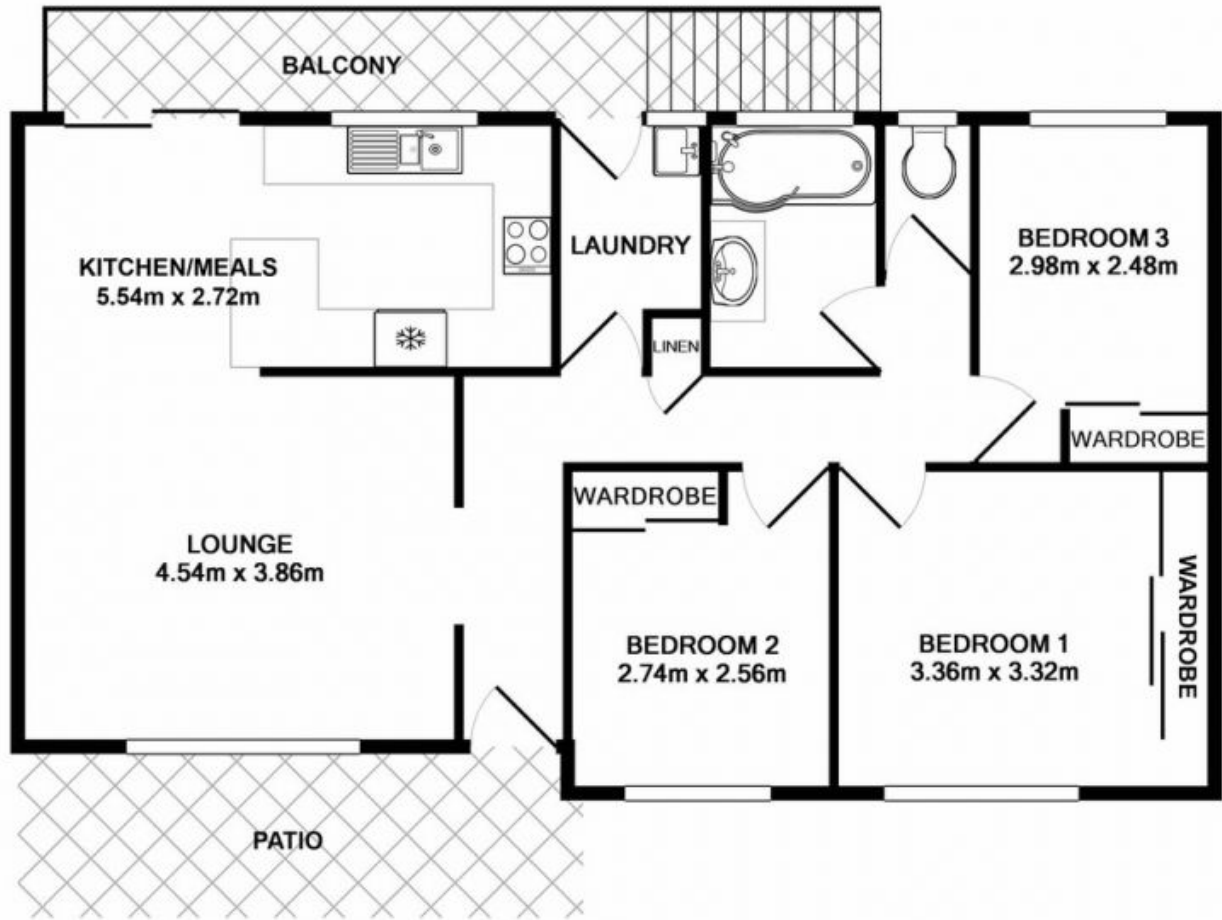 BALCONY
KITCHEN/MEALS
5.54m x 2.72m
LAUNDRY
LINEN
BEDROOM 3
2.98m x 2.48m
WARDROBE
WARDROBE
LOUNGE
4.54m x 3.86m
BEDROOM 2
2.74m x 2.56m
BEDROOM 1
3.36m x 3.32m
WARDROBE
PATIO